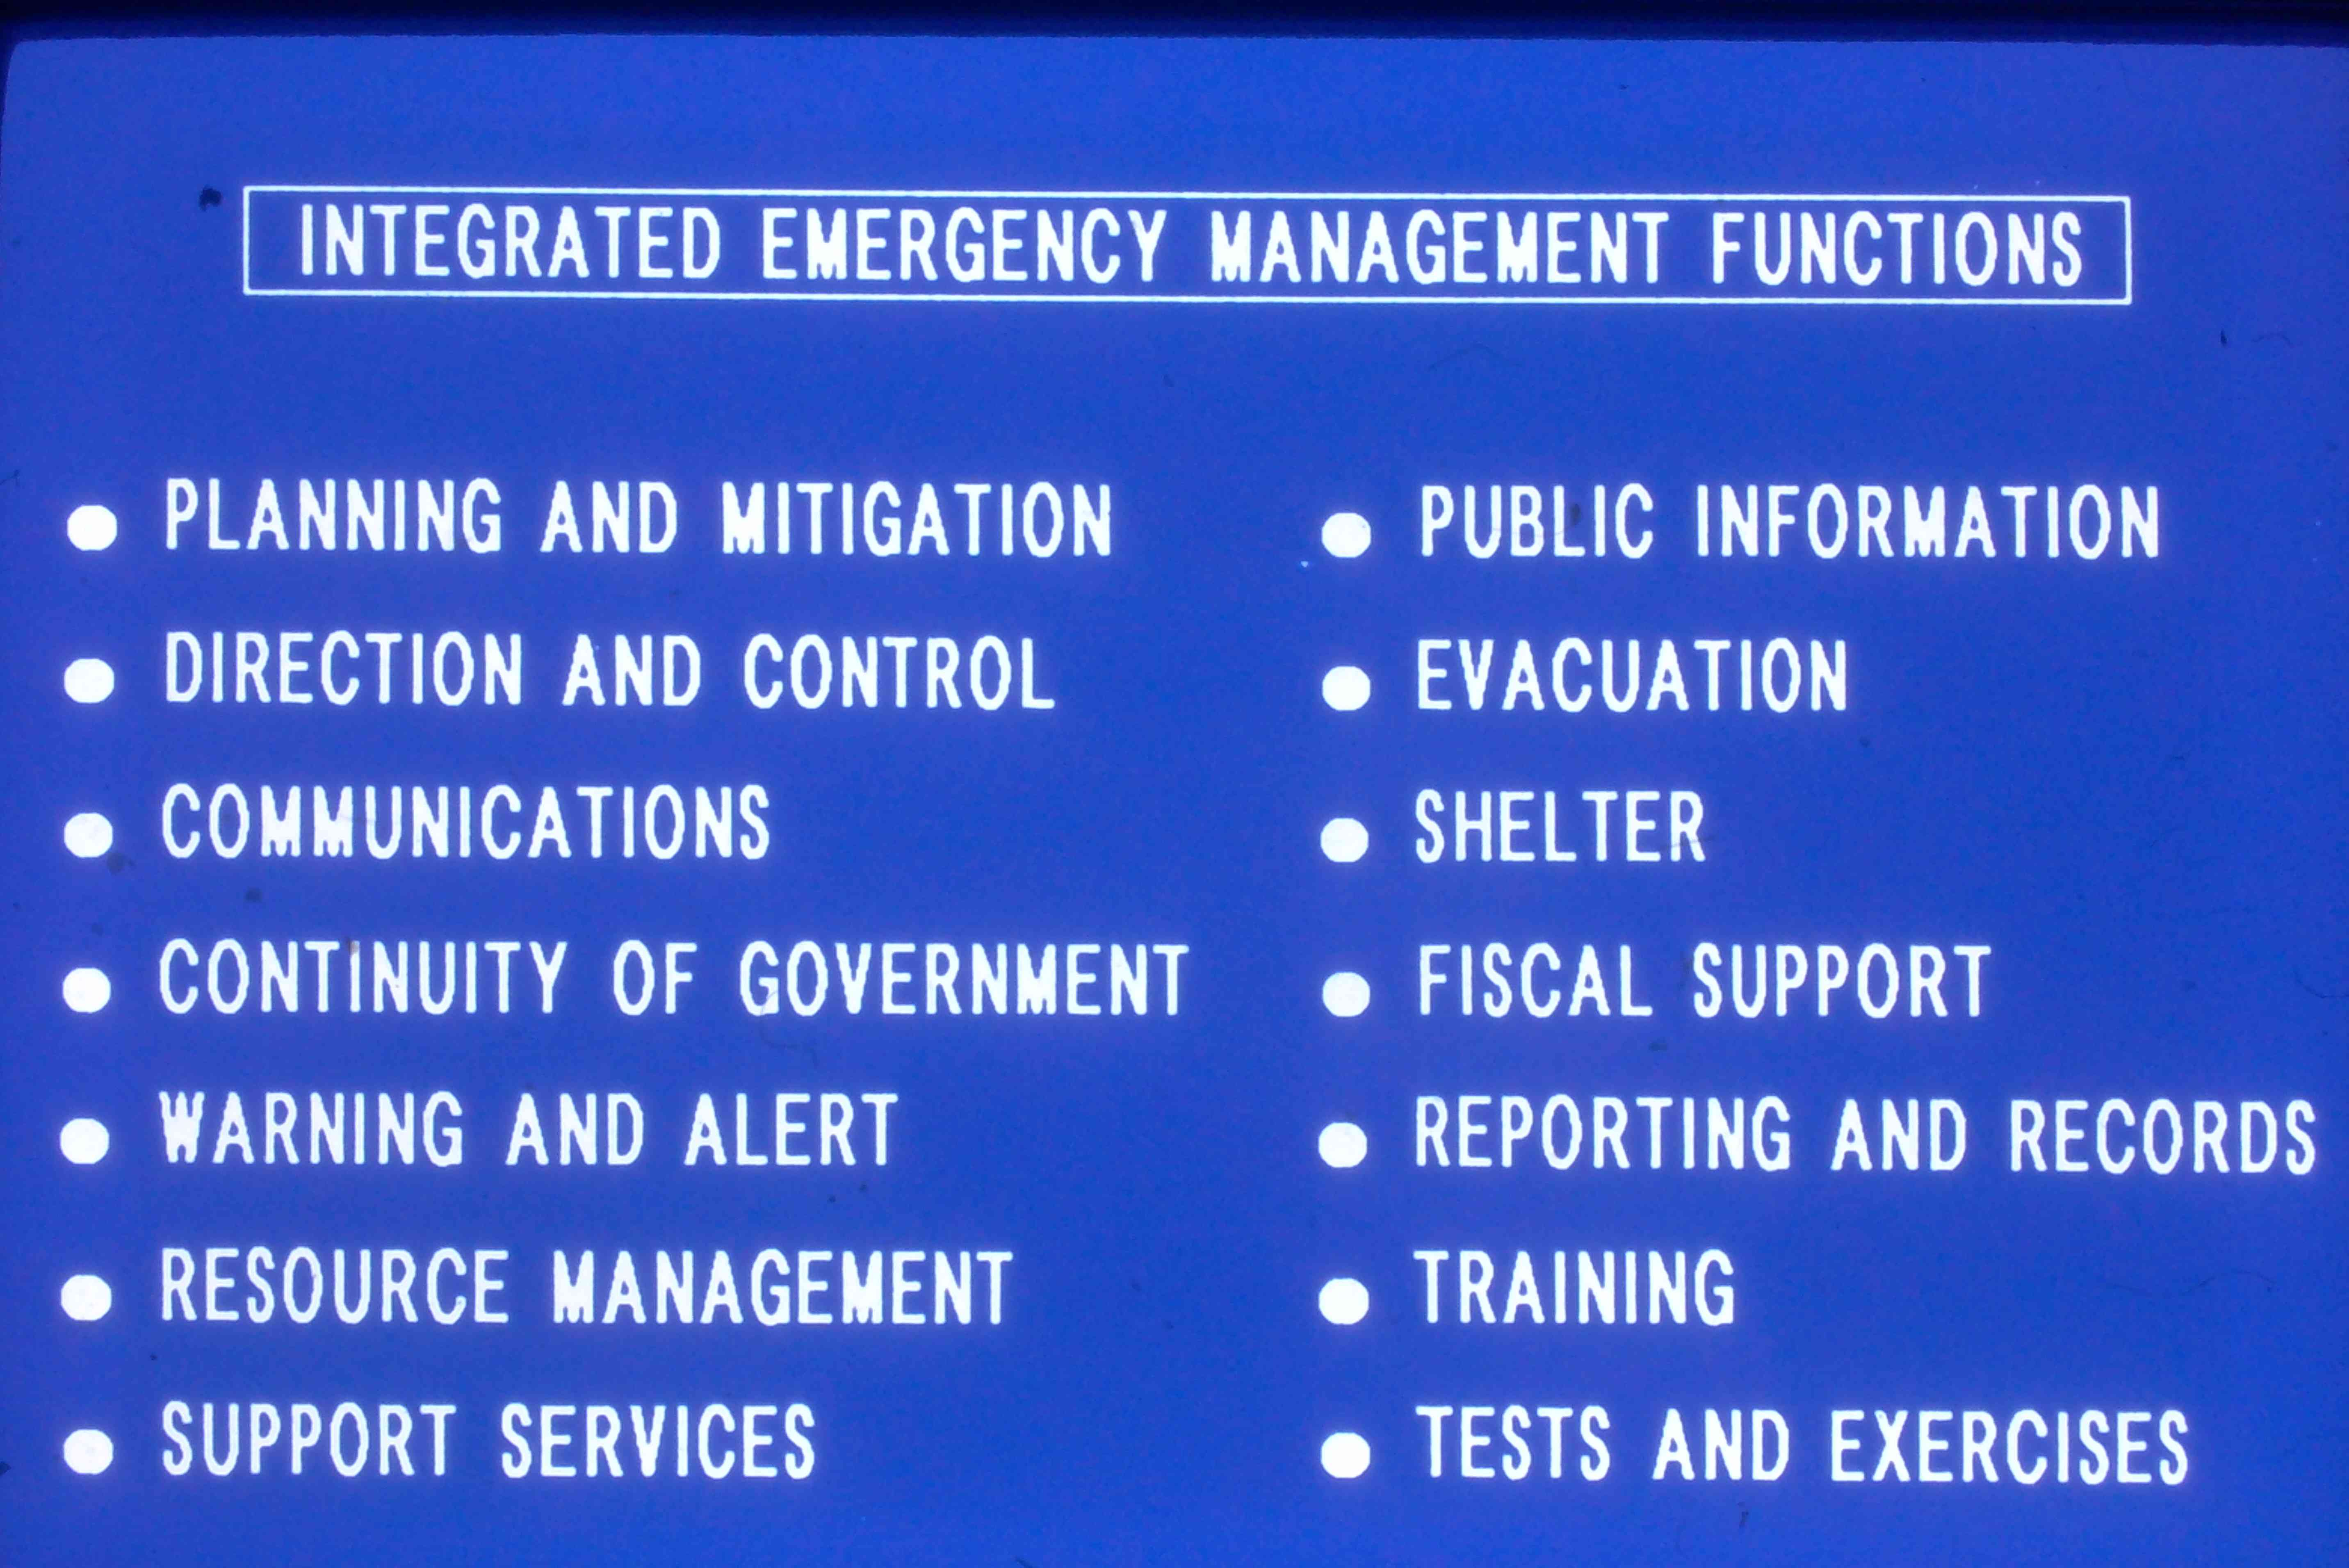 INTEGRATED EMERGENCY MANAGEMENT FUNCTIONS
● PLANNING AND MITIGATION
● DIRECTION AND CONTROL
● COMMUNICATIONS
● CONTINUITY OF GOVERNMENT
● WARNING AND ALERT
● RESOURCE MANAGEMENT
● SUPPORT SERVICES
● PUBLIC INFORMATION
● EVACUATION
● SHELTER
● FISCAL SUPPORT
● REPORTING AND RECORDS
● TRAINING
● TESTS AND EXERCISES